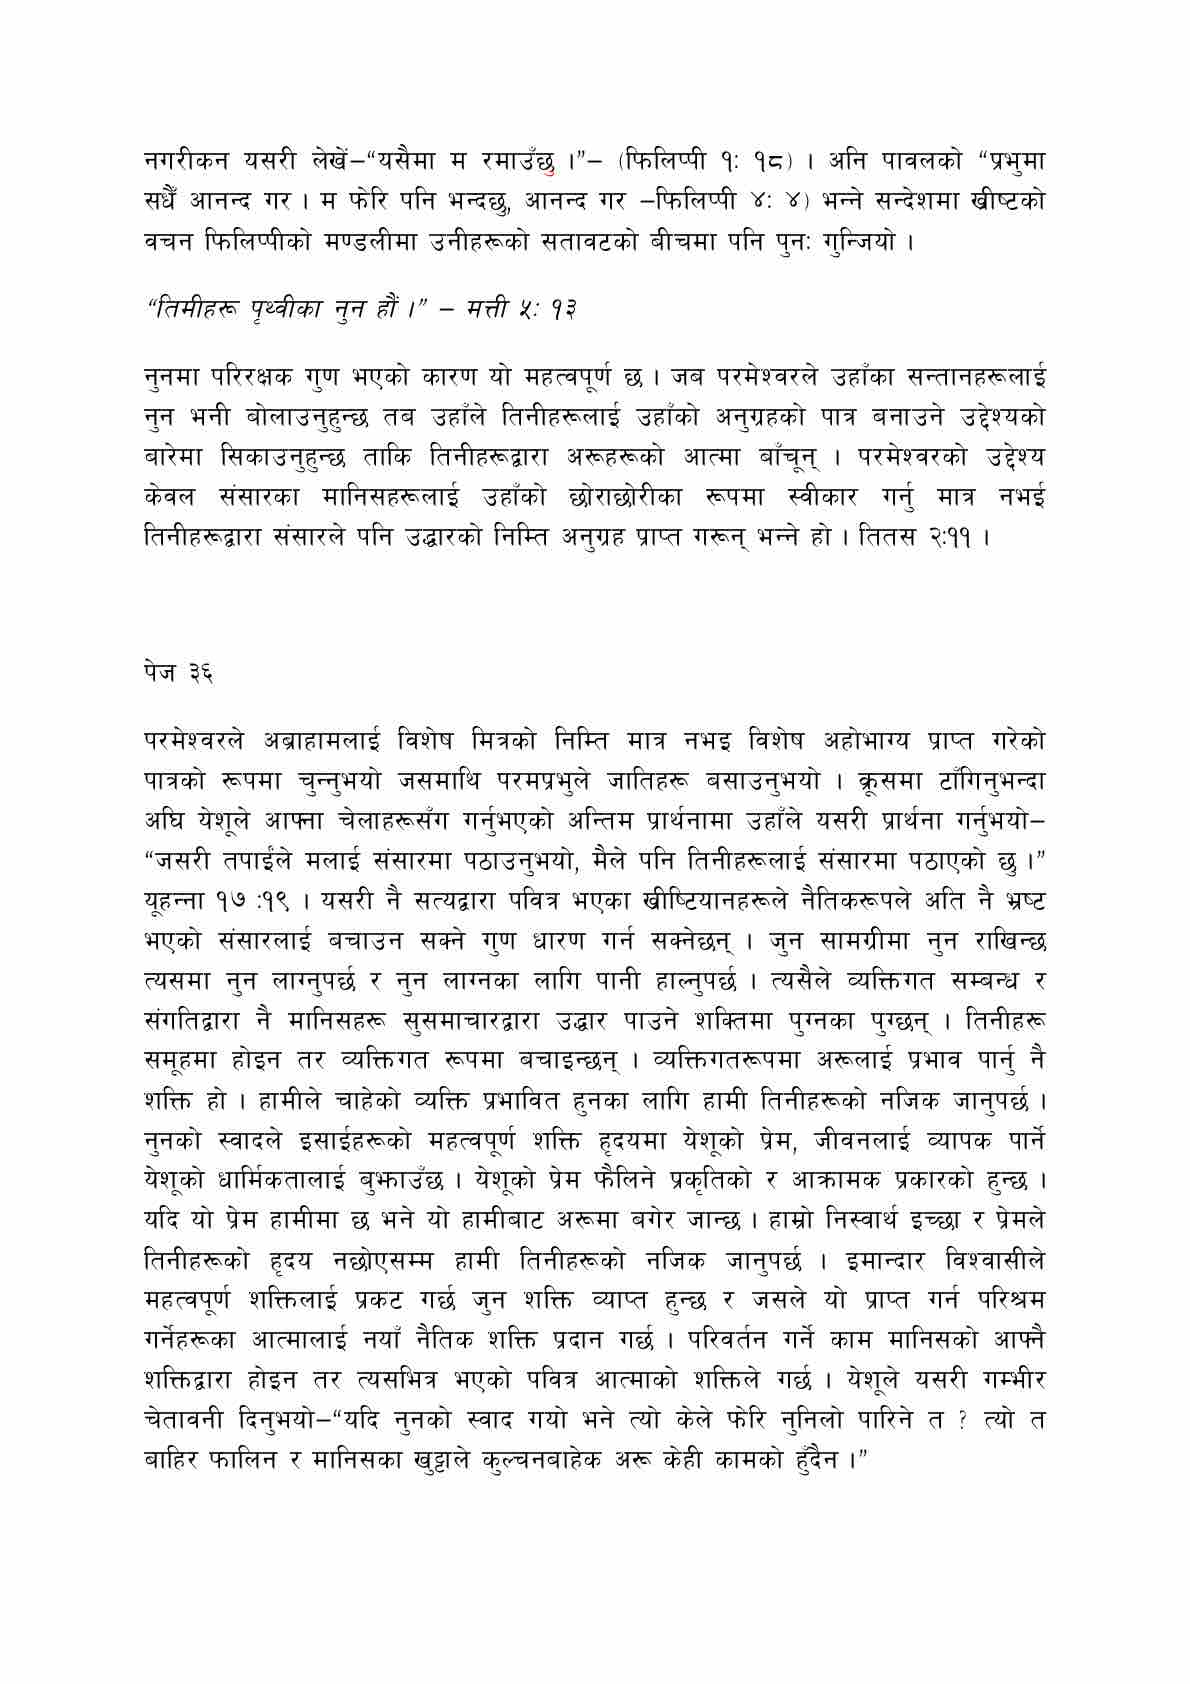 नगरीकन यसरी लेखें–“यसैमा म रमाउँछु ।”– (फिलिप्पी १: १८) । अनि पावलको “प्रभुमा
सधैँ आनन्द गर । म फेरि पनि भन्दछु, आनन्द गर –फिलिप्पी ४: ४) भन्ने सन्देशमा ख्रीष्टको
वचन फिलिप्पीको मण्डलीमा उनीहरूको सतावटको बीचमा पनि पुनः गुन्जियो ।
“तिमीहरू पृथ्वीका नुन हौं ।” – मत्ती ५: १३
नुनमा परिरक्षक गुण भएको कारण यो महत्वपूर्ण छ । जब परमेश्वरले उहाँका सन्तानहरूलाई
नुन भनी बोलाउनुहुन्छ तब उहाँले तिनीहरूलाई उहाँको अनुग्रहको पात्र बनाउने उद्देश्यको
बारेमा सिकाउनुहुन्छ ताकि तिनीहरूद्वारा अरूहरूको आत्मा बाँचून् । परमेश्वरको उद्देश्य
केवल संसारका मानिसहरूलाई उहाँको छोराछोरीका रूपमा स्वीकार गर्नु मात्र नभई
तिनीहरूद्वारा संसारले पनि उद्धारको निम्ति अनुग्रह प्राप्त गरून् भन्ने हो । तितस २:११ ।
पेज ३६
परमेश्वरले अब्राहामलाई विशेष मित्रको निम्ति मात्र नभइ विशेष अहोभाग्य प्राप्त गरेको
पात्रको रूपमा चुन्नुभयो जसमाथि परमप्रभुले जातिहरू बसाउनुभयो । क्रूसमा टाँगिनुभन्दा
अघि येशूले आफ्ना चेलाहरूसँग गर्नुभएको अन्तिम प्रार्थनामा उहाँले यसरी प्रार्थना गर्नुभयो–
“जसरी तपाईंले मलाई संसारमा पठाउनुभयो, मैले पनि तिनीहरूलाई संसारमा पठाएको छु ।”
यूहन्ना १७ :१९ । यसरी नै सत्यद्वारा पवित्र भएका ख्रीष्टियानहरूले नैतिकरूपले अति नै भ्रष्ट
भएको संसारलाई बचाउन सक्ने गुण धारण गर्न सक्नेछन् । जुन सामग्रीमा नुन राखिन्छ
त्यसमा नुन लाग्नुपर्छ र नुन लाग्नका लागि पानी हाल्नुपर्छ । त्यसैले व्यक्तिगत सम्बन्ध र
संगतिद्वारा नै मानिसहरू सुसमाचारद्वारा उद्धार पाउने शक्तिमा पुग्नका पुग्छन् । तिनीहरू
समूहमा होइन तर व्यक्तिगत रूपमा बचाइन्छन् । व्यक्तिगतरूपमा अरूलाई प्रभाव पार्नु नै
शक्ति हो । हामीले चाहेको व्यक्ति प्रभावित हुनका लागि हामी तिनीहरूको नजिक जानुपर्छ ।
नुनको स्वादले इसाईहरूको महत्वपूर्ण शक्ति हृदयमा येशूको प्रेम, जीवनलाई व्यापक पार्ने
येशूको धार्मिकतालाई बुझाउँछ । येशूको प्रेम फैलिने प्रकृतिको र आक्रामक प्रकारको हुन्छ ।
यदि यो प्रेम हामीमा छ भने यो हामीबाट अरूमा बगेर जान्छ । हाम्रो निस्वार्थ इच्छा र प्रेमले
तिनीहरूको हृदय नछोएसम्म हामी तिनीहरूको नजिक जानुपर्छ । इमान्दार विश्वासीले
महत्वपूर्ण शक्तिलाई प्रकट गर्छ जुन शक्ति व्याप्त हुन्छ र जसले यो प्राप्त गर्न परिश्रम
गर्नेहरूका आत्मालाई नयाँ नैतिक शक्ति प्रदान गर्छ । परिवर्तन गर्ने काम मानिसको आफ्नै
शक्तिद्वारा होइन तर त्यसभित्र भएको पवित्र आत्माको शक्तिले गर्छ । येशूले यसरी गम्भीर
चेतावनी दिनुभयो–“यदि नुनको स्वाद गयो भने त्यो केले फेरि नुनिलो पारिने त ? त्यो त
बाहिर फालिन र मानिसका खुट्टाले कुल्चनबाहेक अरू केही कामको हुँदैन ।”